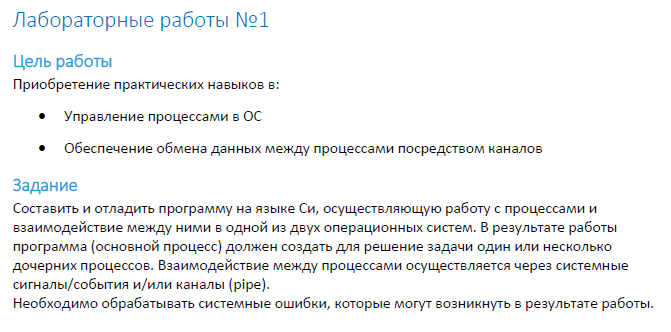 Лабораторные работы №1
Цель работы
Приобретение практических навыков в:
• Управление процессами в ОС
• Обеспечение обмена данных между процессами посредством каналов
Задание
Составить и отладить программу на языке Си, осуществляющую работу с процессами и
взаимодействие между ними в одной из двух операционных систем. В результате работы
программа (основной процесс) должен создать для решение задачи один или несколько
дочерних процессов. Взаимодействие между процессами осуществляется через системные
сигналы/события и/или каналы (pipe).
Необходимо обрабатывать системные ошибки, которые могут возникнуть в результате работы.